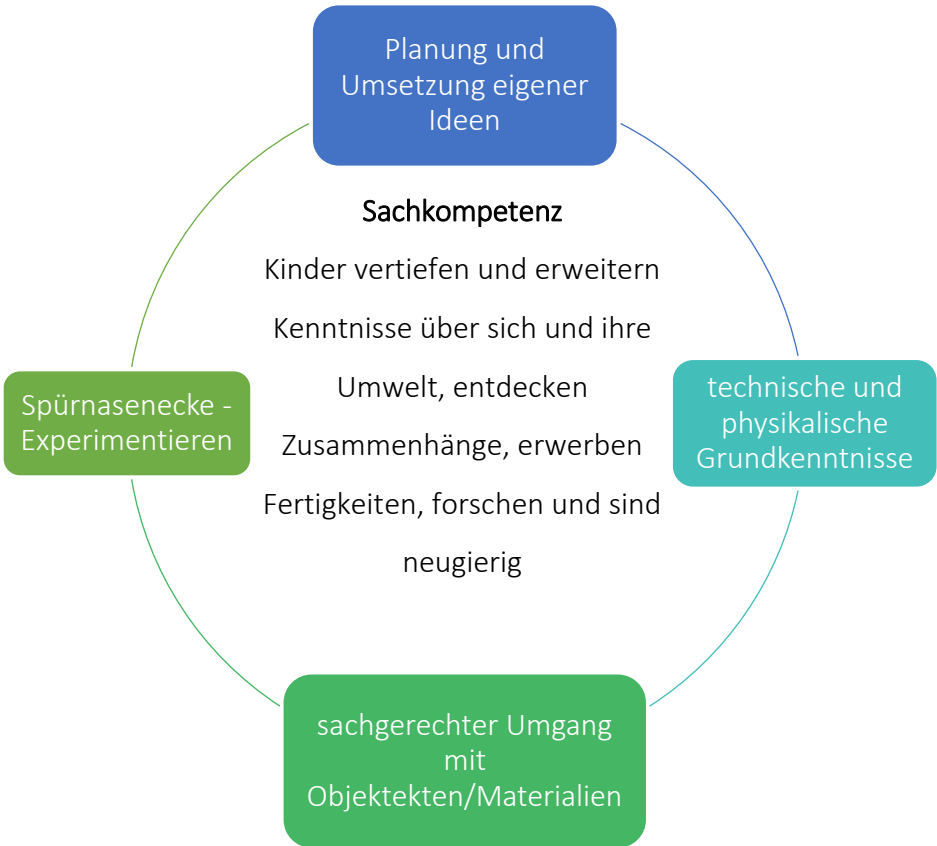 Planung und
Umsetzung eigener
Ideen
Sachkompetenz
Kinder vertiefen und erweitern
Kenntnisse über sich und ihre
Umwelt, entdecken
Zusammenhänge, erwerben
Fertigkeiten, forschen und sind
neugierig
Spürnasenecke -
Experimentieren
technische und
physikalische
Grundkenntnisse
sachgerechter Umgang
mit
Objektekten/Materialien